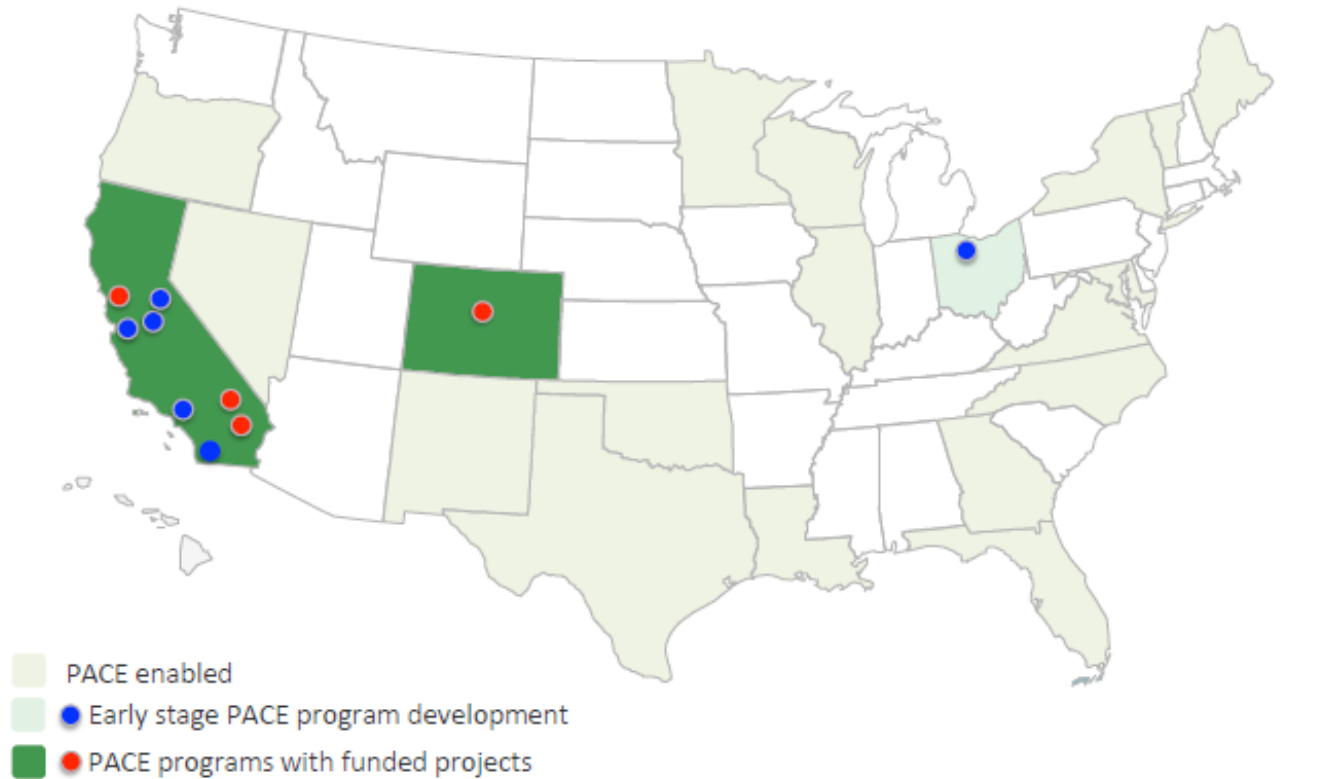 PACE enabled
Early stage PACE program development
PACE programs with funded projects